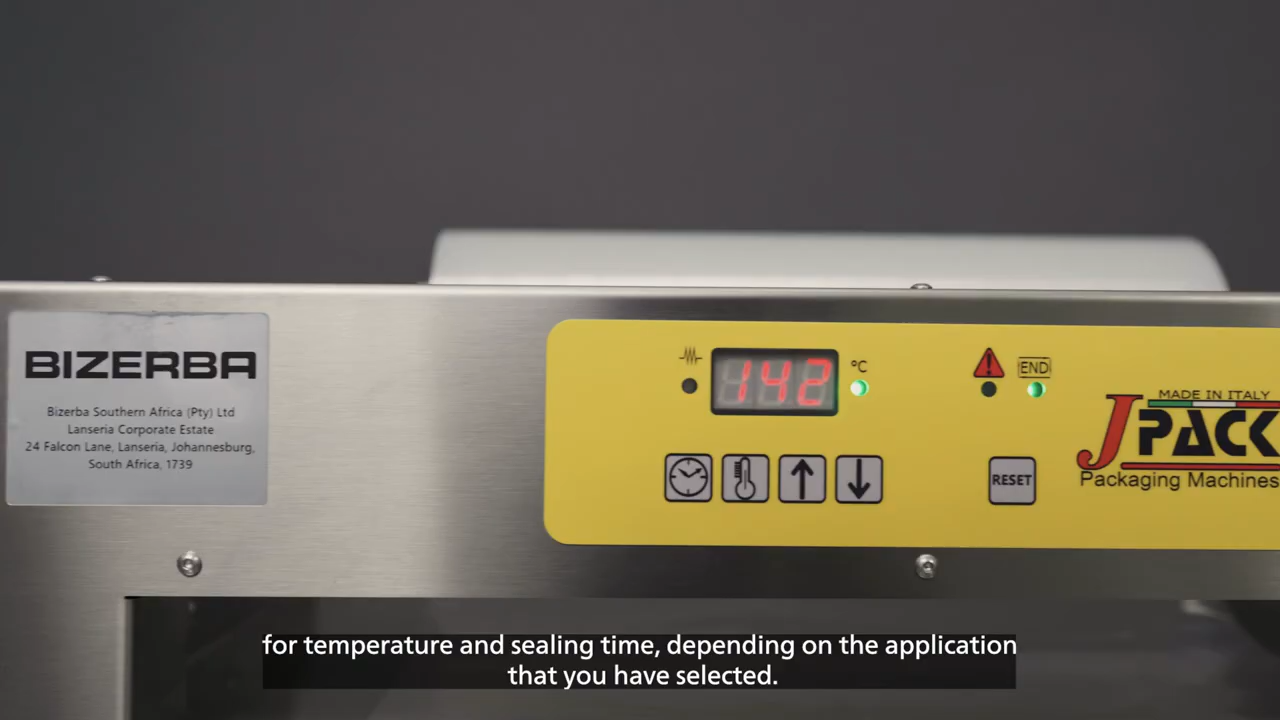 BIZERBA
Bizerba Southern Africa (Pty) Ltd
Lanseria Corporate Estate
24 Falcon Lane, Lanseria, Johannesburg,
South Africa, 1739
142
°C
END
RESET
MADE IN ITALY
JPACK
Packaging Machines
for temperature and sealing time, depending on the application
that you have selected.